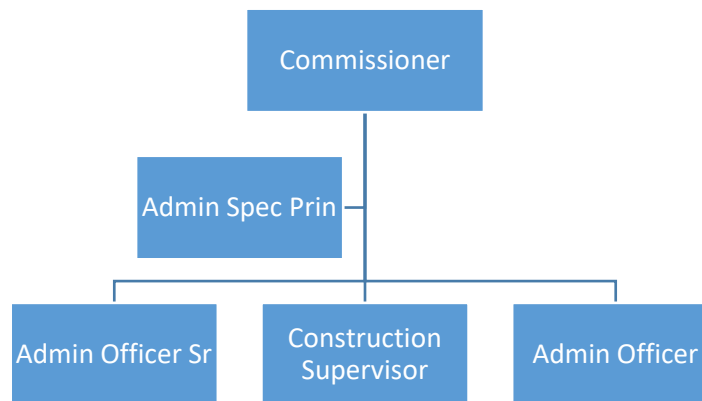 Commissioner
Admin Spec Prin
Admin Officer Sr
Construction
Supervisor
Admin Officer